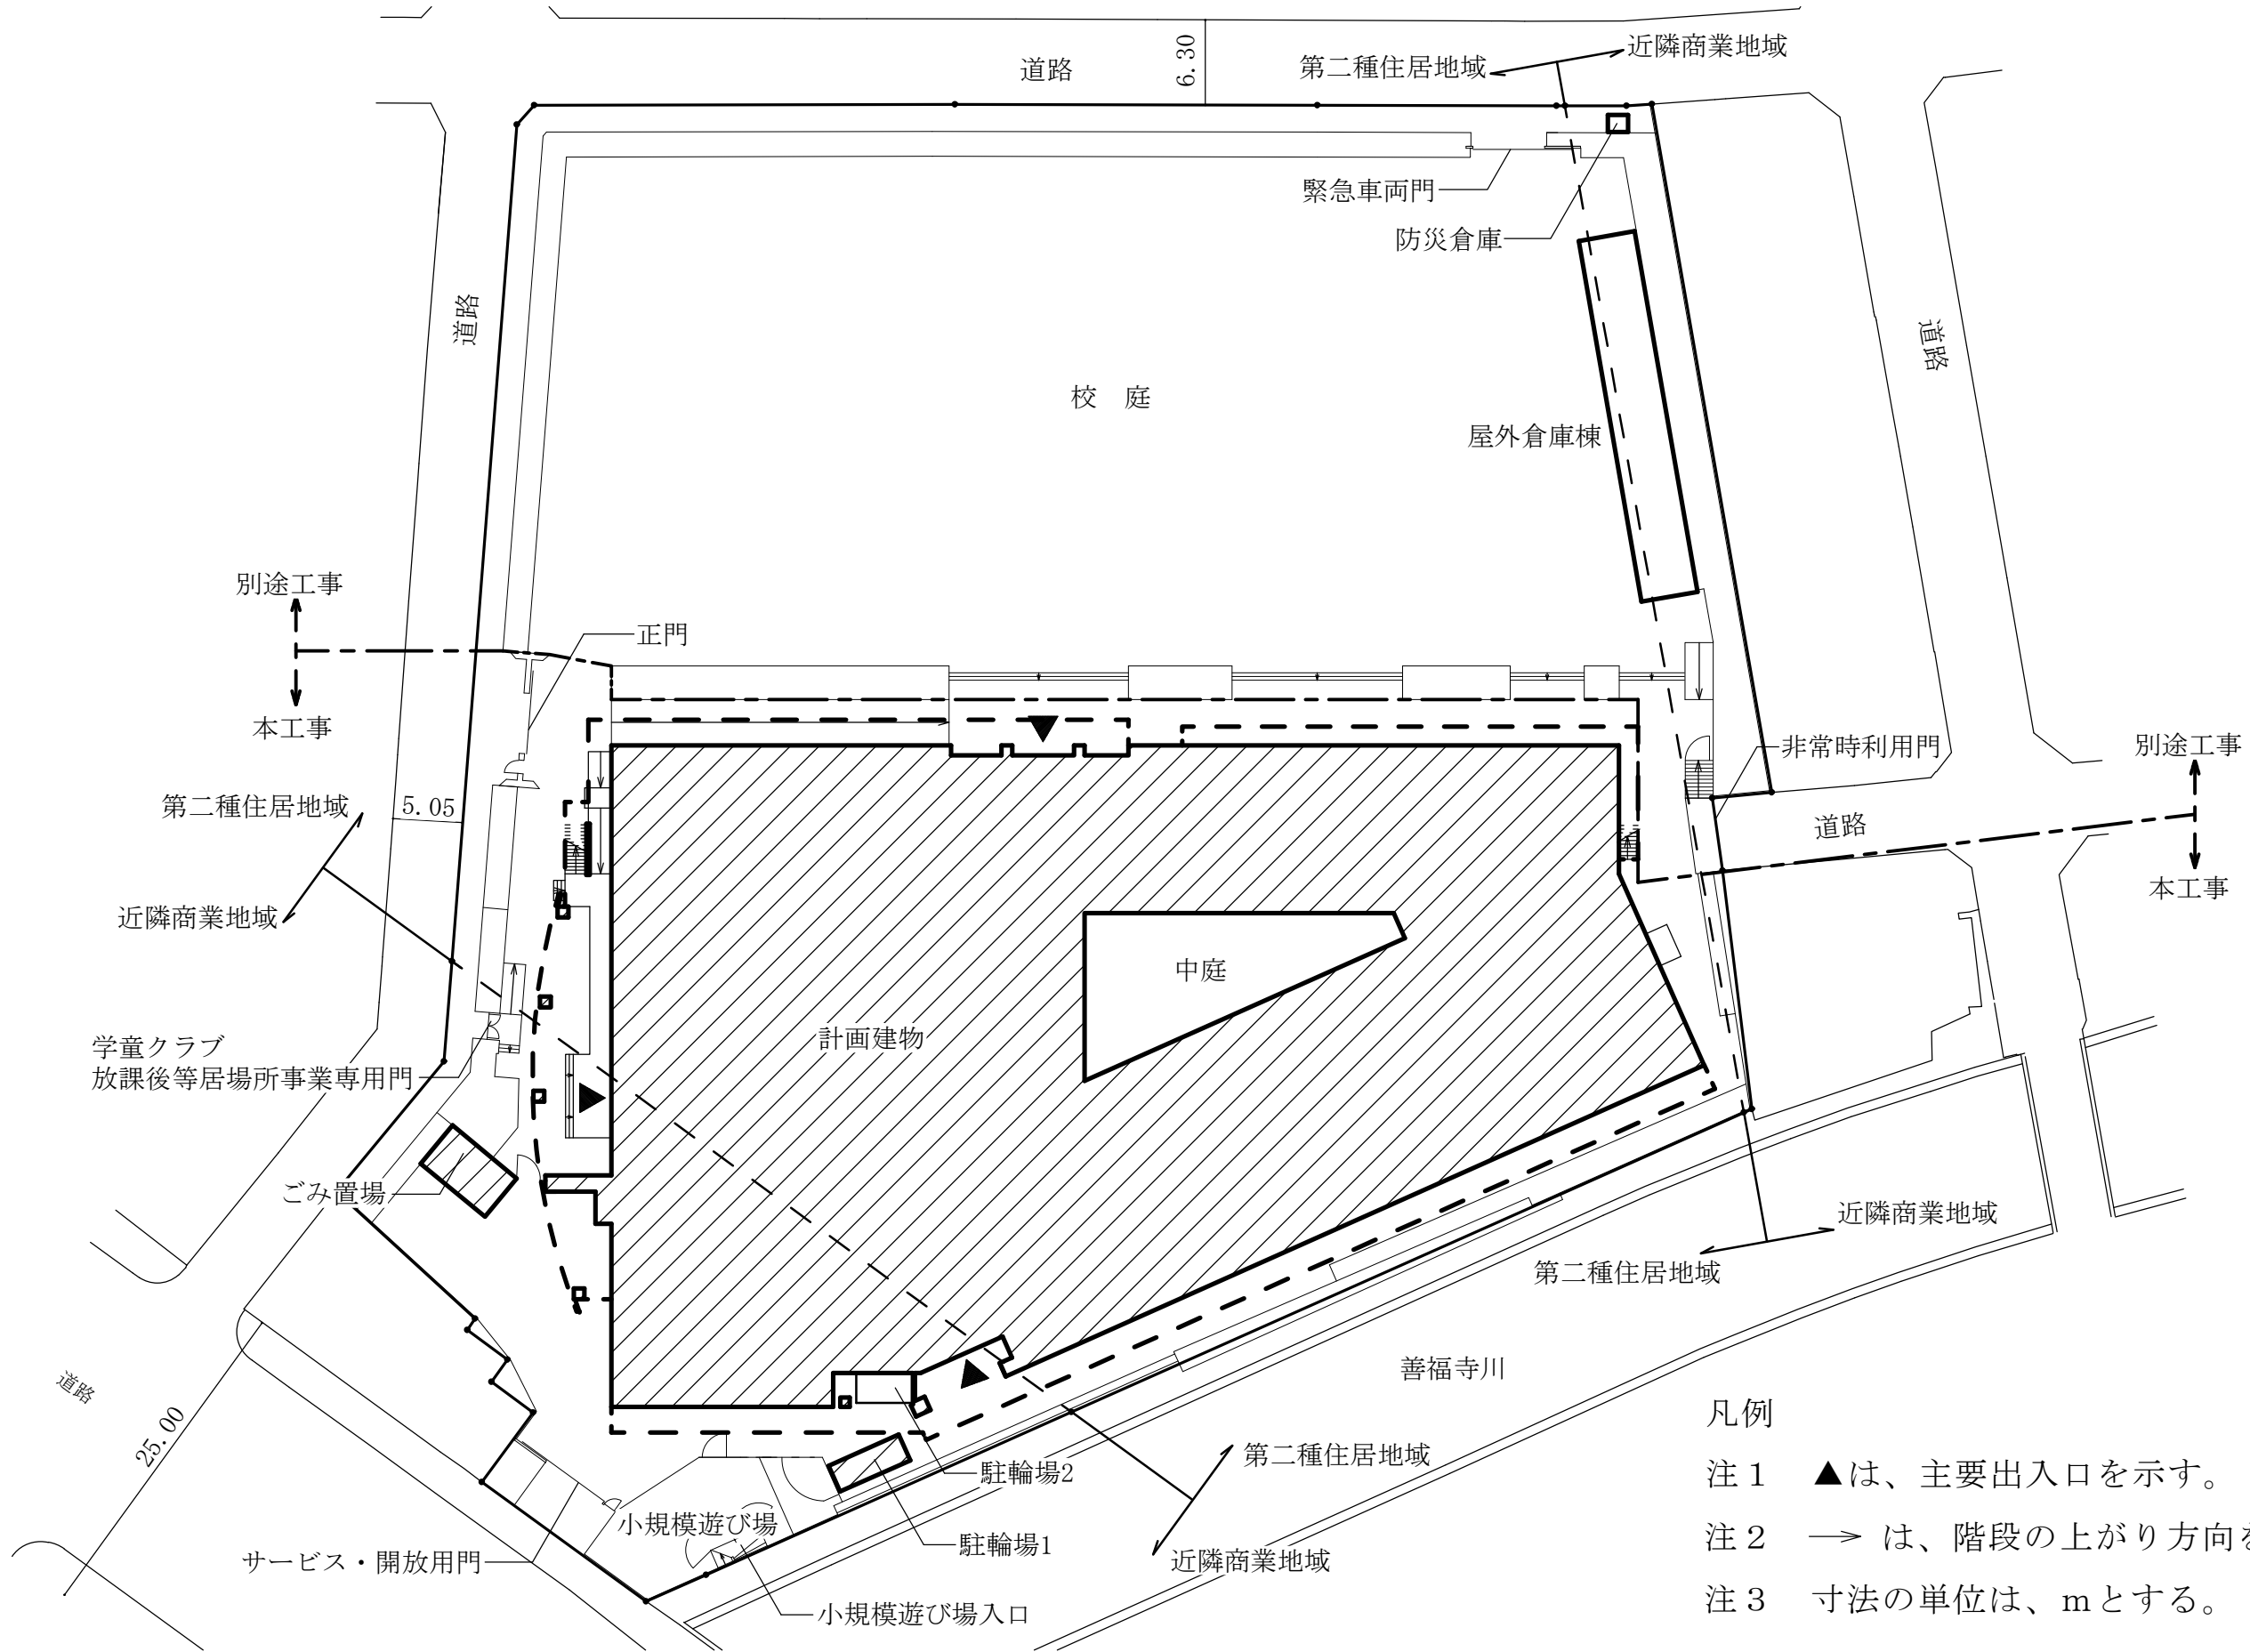 近隣商業地域
第二種住居地域
道路
6.30
緊急車両門
防災倉庫
道路
道路
校　庭
屋外倉庫棟
別途工事
正門
本工事
非常時利用門
別途工事
第二種住居地域
5.05
道路
本工事
近隣商業地域
中庭
計画建物
学童クラブ
放課後等居場所事業専用門
ごみ置場
近隣商業地域
第二種住居地域
善福寺川
道路
25.00
第二種住居地域
駐輪場2
小規模遊び場
駐輪場1
サービス・開放用門
近隣商業地域
小規模遊び場入口
凡例
注１　▲は、主要出入口を示す。
注２　→ は、階段の上がり方向を
注３　寸法の単位は、ｍとする。